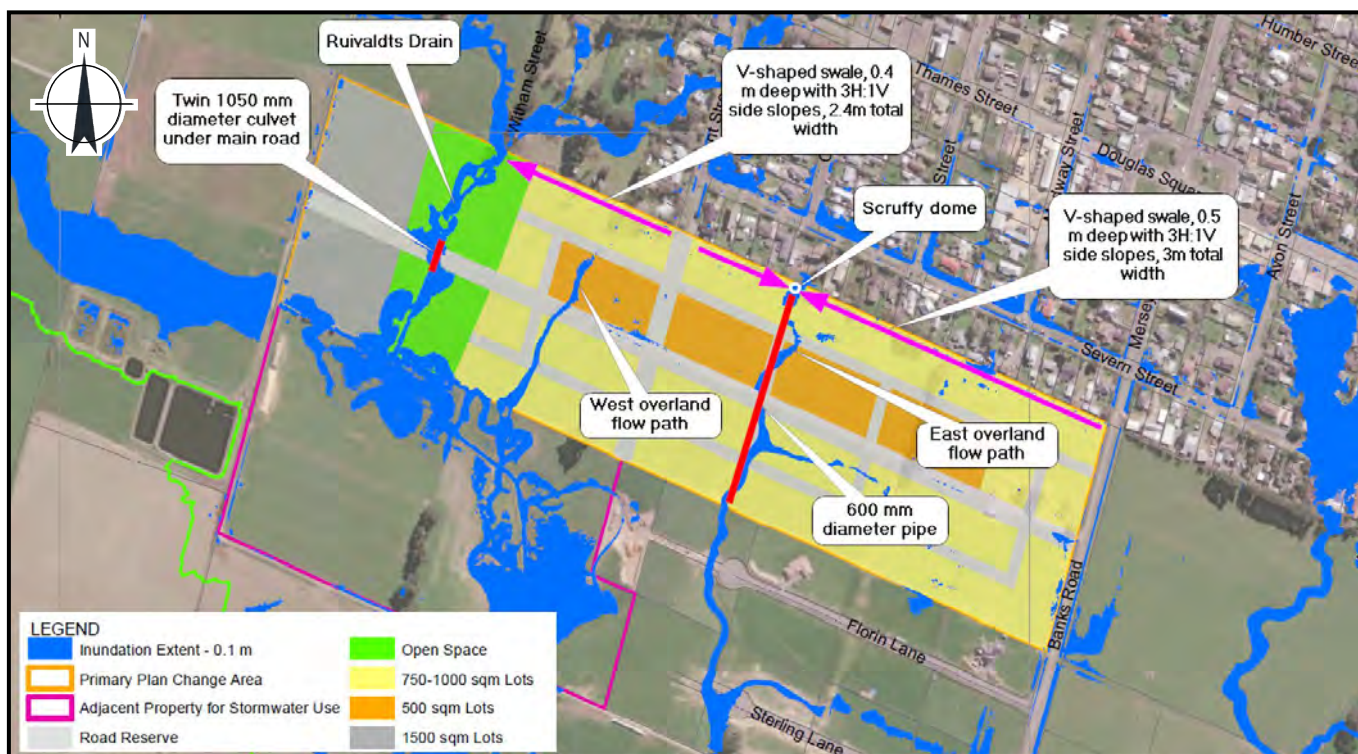 N
Ruivaldts Drain
Twin 1050 mm
diameter culvet
under main road
Witham Street
V-shaped swale, 0.4
m deep with 3H:1V
side slopes, 2.4m total
width
Humber Street
Thames Street
nt Str
Street
dway Street
Douglas Square
Scruffy dome
V-shaped swale, 0.5
m deep with 3H:1V
side slopes, 3m total
width
Avon Street
Mersey
Severn Street
West overland
flow path
East overland
flow path
600 mm
diameter pipe
Banks Road
Florin Lane
Sterling Lane
LEGEND
Inundation Extent - 0.1 m
Primary Plan Change Area
Adjacent Property for Stormwater Use
Road Reserve
Open Space
750-1000 sqm Lots
500 sqm Lots
1500 sqm Lots